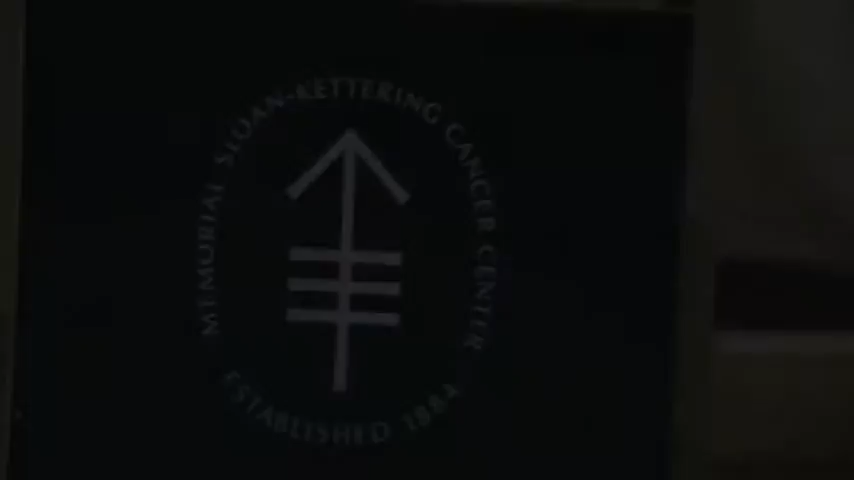 MEMORIAL SLOAN-KETTERING CANCER CENTER
ESTABLISHED 1884